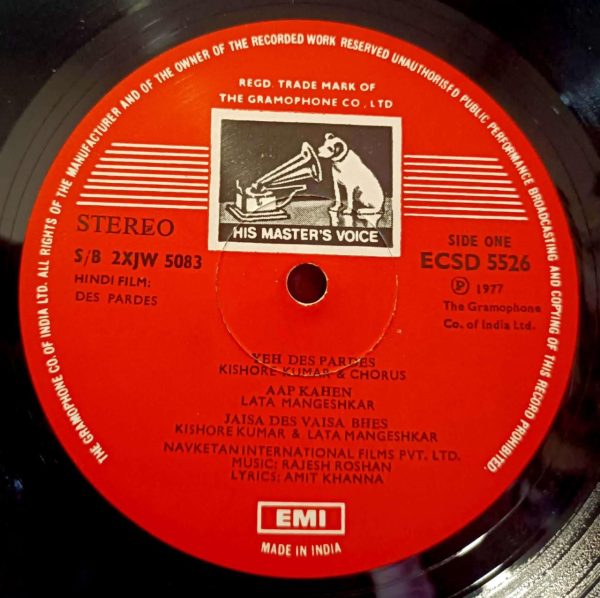 THE GRAMOPHONE CO. OF INDIA LTD. ALL RIGHTS OF THE MANUFACTURER AND OF THE OWNER OF THE RECORDED WORK RESERVED UNAUTHORISED PUBLIC PERFORMANCE BROADCASTING AND COPYING OF THIS RECORD PROHIBITED.
REGD. TRADE MARK OF
THE GRAMOPHONE CO., LTD
HIS MASTER'S VOICE
STEREO
S/B 2XJW 5083
HINDI FILM:
DES PARDES
SIDE ONE
ECSD 5526
Ⓟ 1977
The Gramophone
Co. of India Ltd.
YEH DES PARDES
KISHORE KUMAR & CHORUS
AAP KAHEN
LATA MANGESHKAR
JAISA DES VAISA BHES
KISHORE KUMAR & LATA MANGESHKAR
NAVKETAN INTERNATIONAL FILMS PVT. LTD.
MUSIC: RAJESH ROSHAN
LYRICS: AMIT KHANNA
EMI
MADE IN INDIA